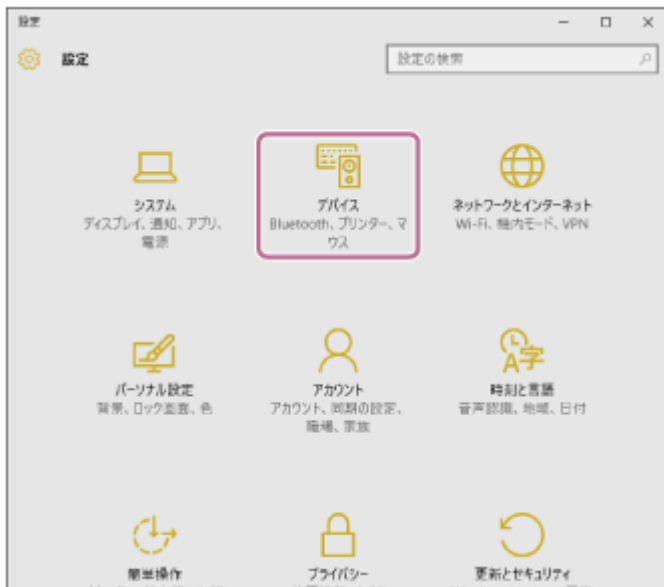 設定
設定
設定の検索
システム
ディスプレイ、通知、アプリ、
電源
デバイス
Bluetooth、プリンター、マ
ウス
ネットワークとインターネット
Wi-Fi、機内モード、VPN
パーソナル設定
背景、ロック画面、色
アカウント
アカウント、同期の設定、
職場、家族
時刻と言語
音声認識、地域、日付
簡単操作
プライバシー
更新とセキュリティ